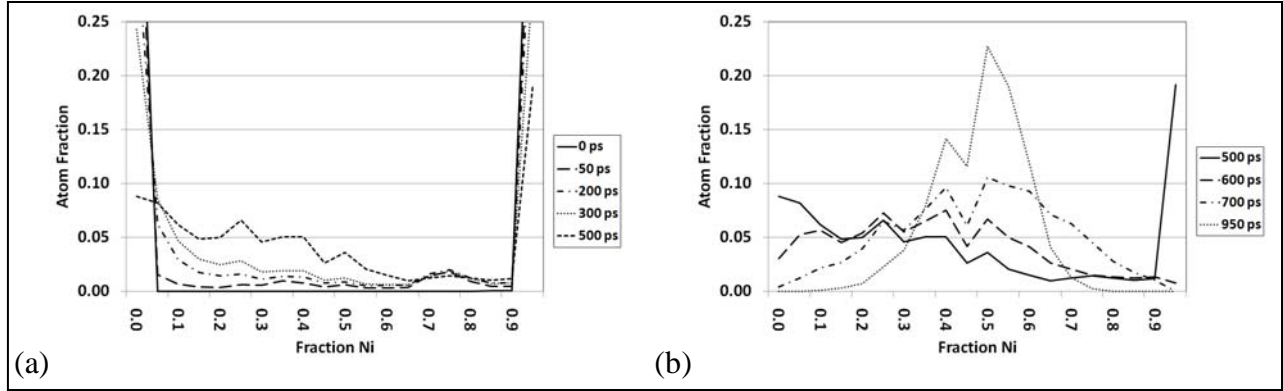 0.25
0.20
0.15
0.10
0.05
0.00
Atom Fraction
0.0
0.1
0.2
0.3
0.4
0.5
0.6
0.7
0.8
0.9
Fraction Ni
0 ps
50 ps
200 ps
300 ps
500 ps
(a)
0.25
0.20
0.15
0.10
0.05
0.00
Atom Fraction
0.0
0.1
0.2
0.3
0.4
0.5
0.6
0.7
0.8
0.9
Fraction Ni
500 ps
600 ps
700 ps
950 ps
(b)